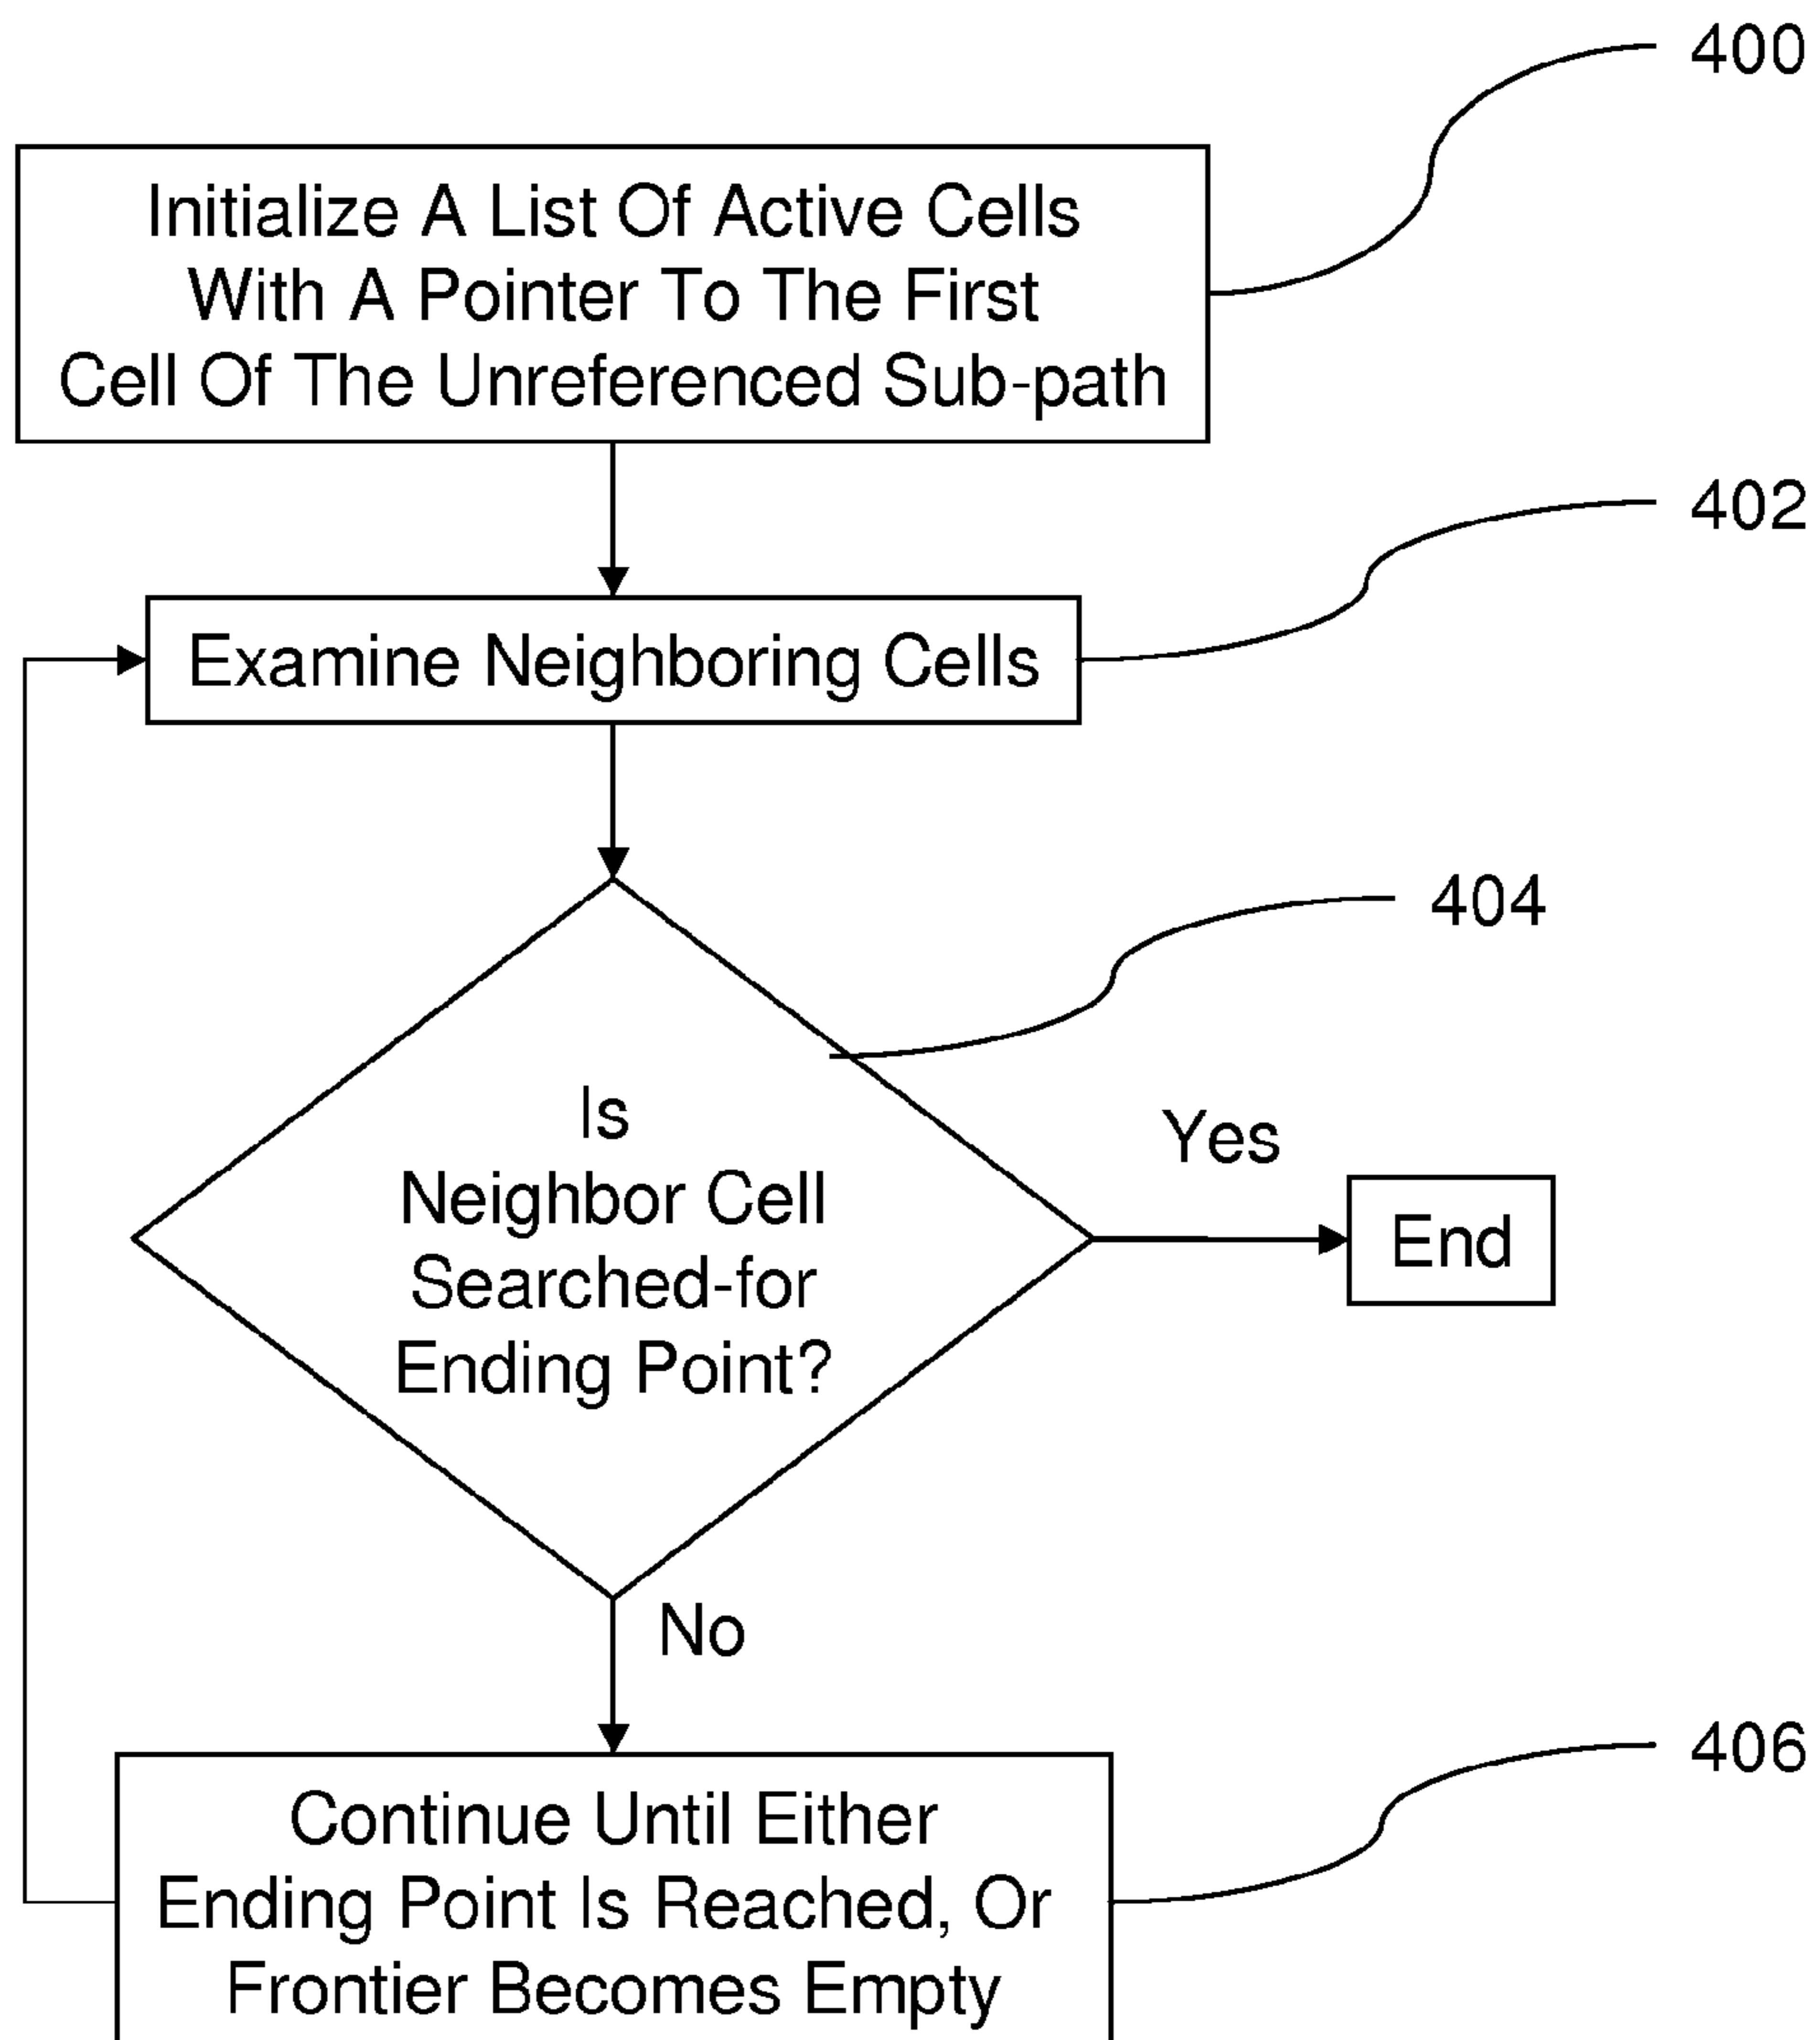 400
Initialize A List Of Active Cells
With A Pointer To The First
Cell Of The Unreferenced Sub-path
402
Examine Neighboring Cells
404
Is
Neighbor Cell
Searched-for
Ending Point?
Yes
End
No
406
Continue Until Either
Ending Point Is Reached, Or
Frontier Becomes Empty